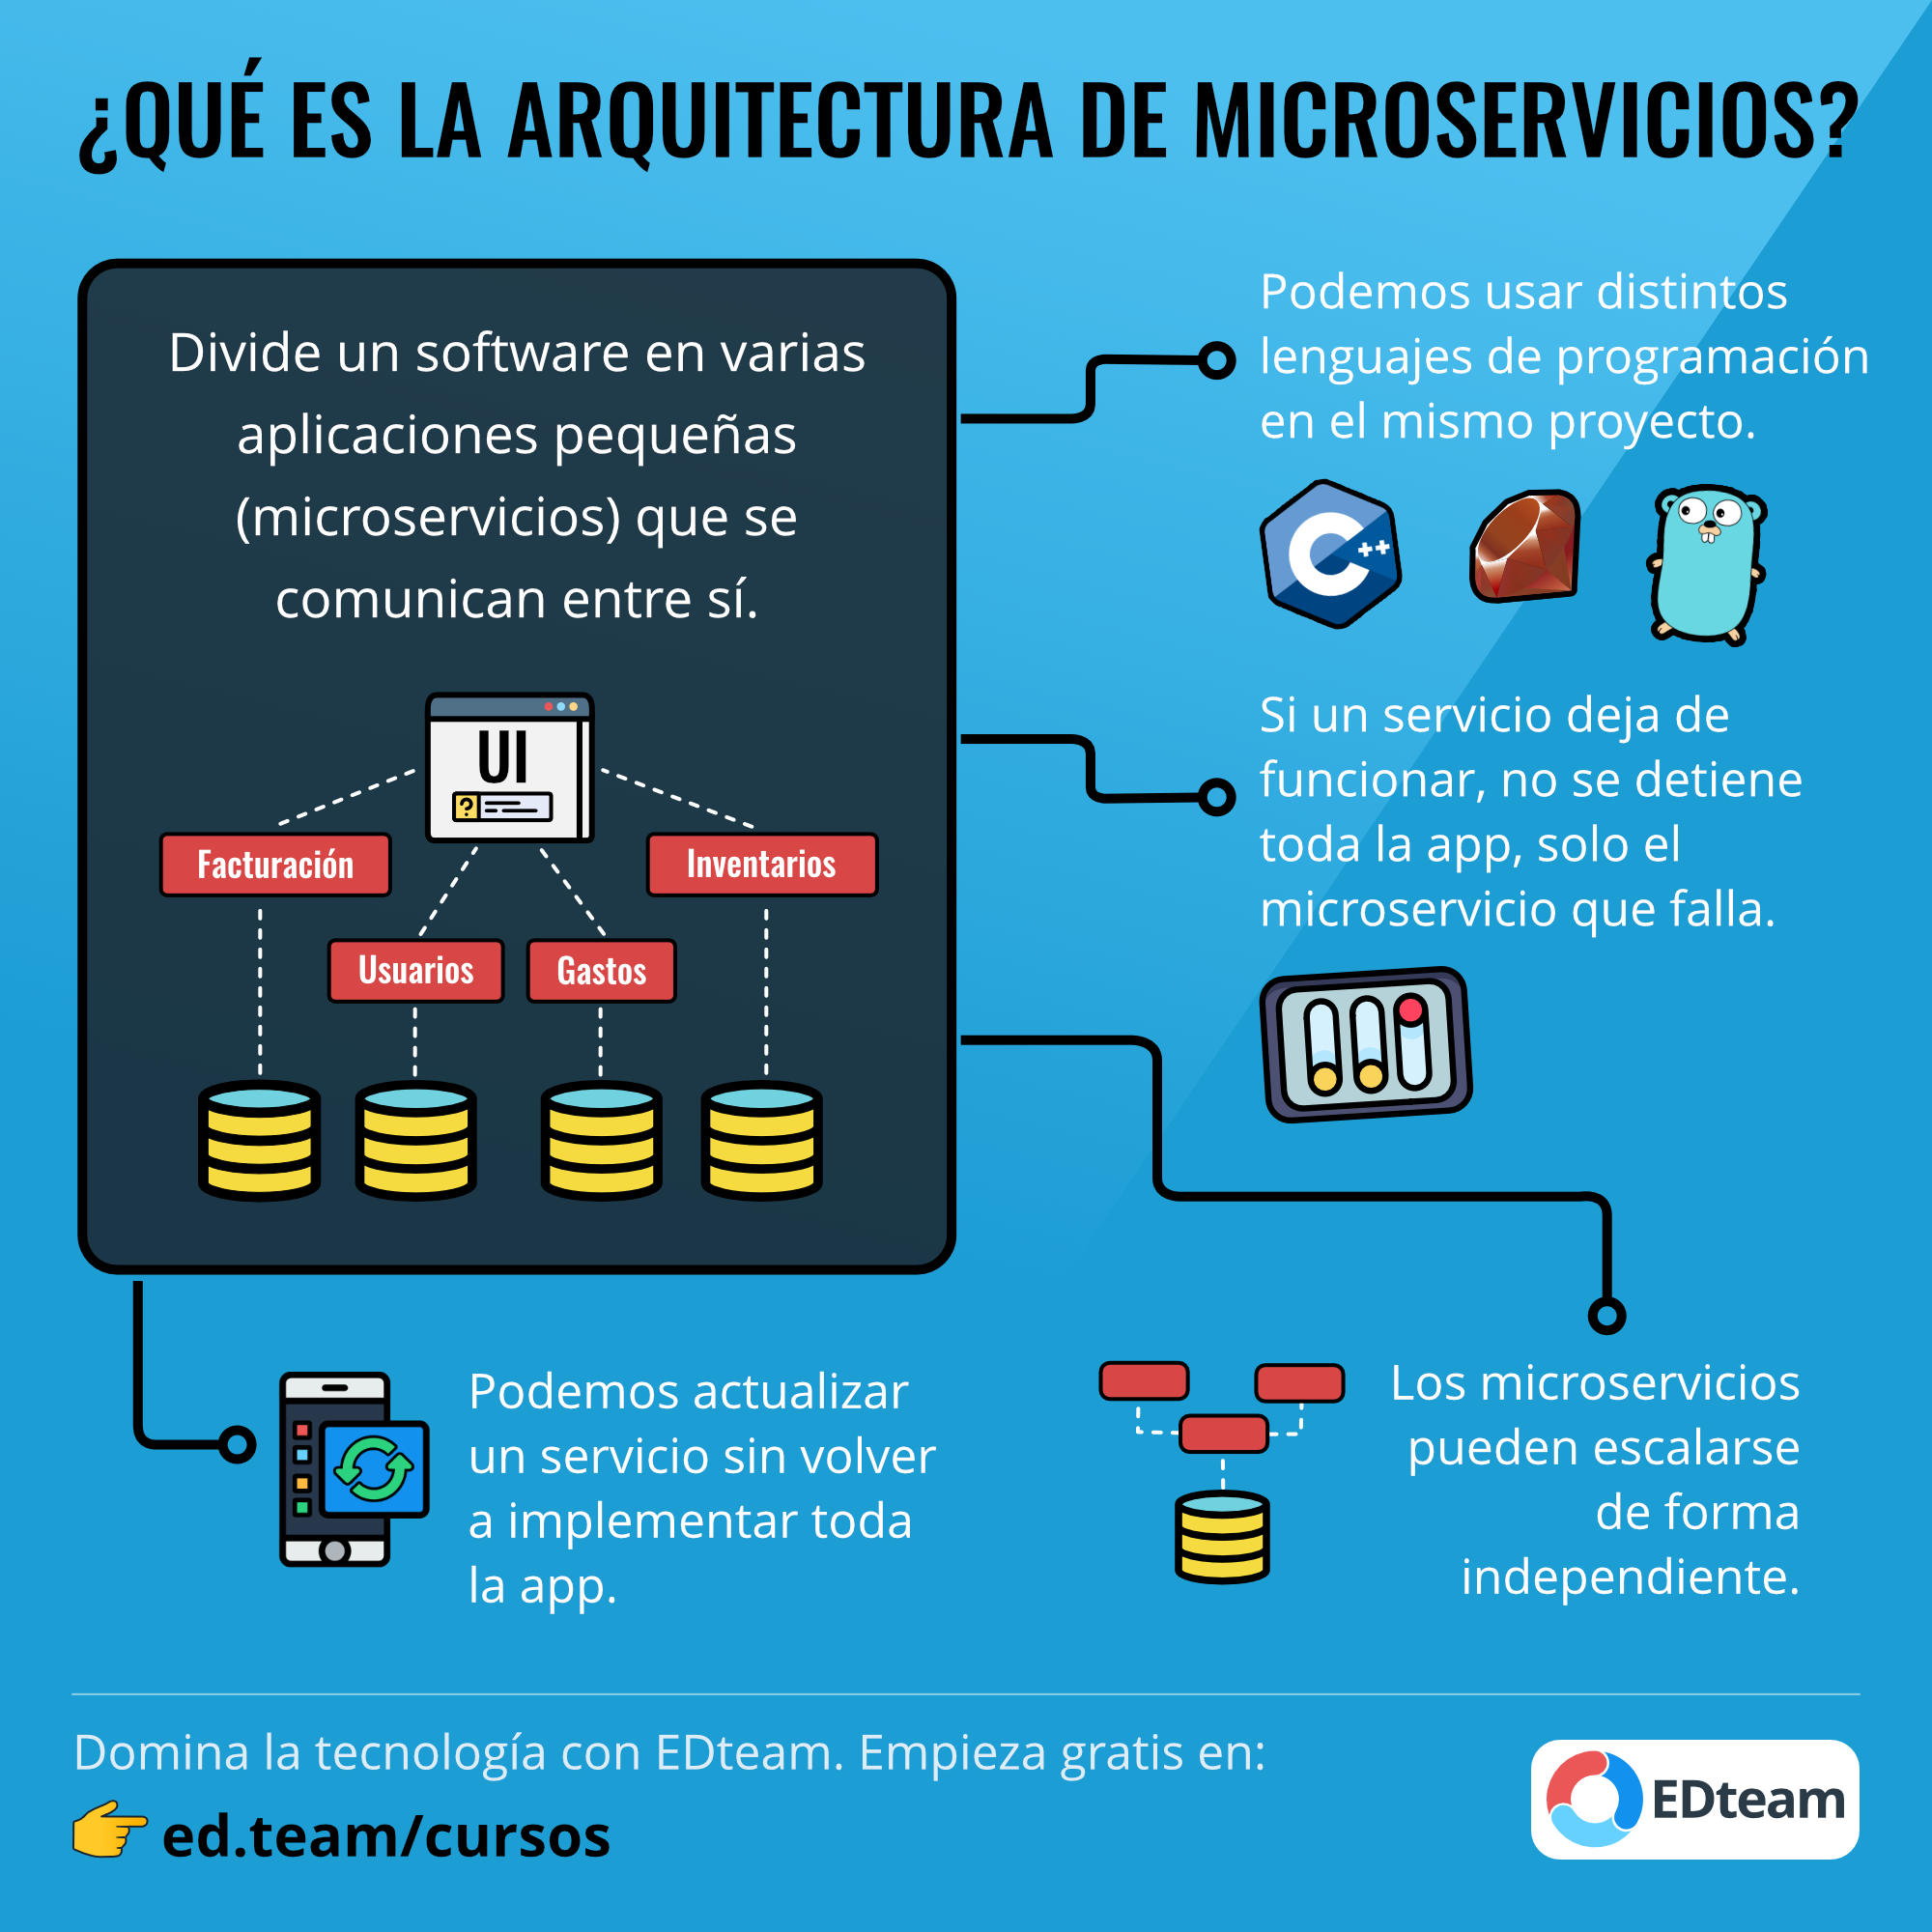 ¿QUÉ ES LA ARQUITECTURA DE MICROSERVICIOS?
Divide un software en varias
aplicaciones pequeñas
(microservicios) que se
comunican entre sí.
UI
?
Facturación
Inventarios
Usuarios
Gastos
Podemos usar distintos
lenguajes de programación
en el mismo proyecto.
C++
Si un servicio deja de
funcionar, no se detiene
toda la app, solo el
microservicio que falla.
Podemos actualizar
un servicio sin volver
a implementar toda
la app.
Los microservicios
pueden escalarse
de forma
independiente.
Domina la tecnología con EDteam. Empieza gratis en:
ed.team/cursos
EDteam